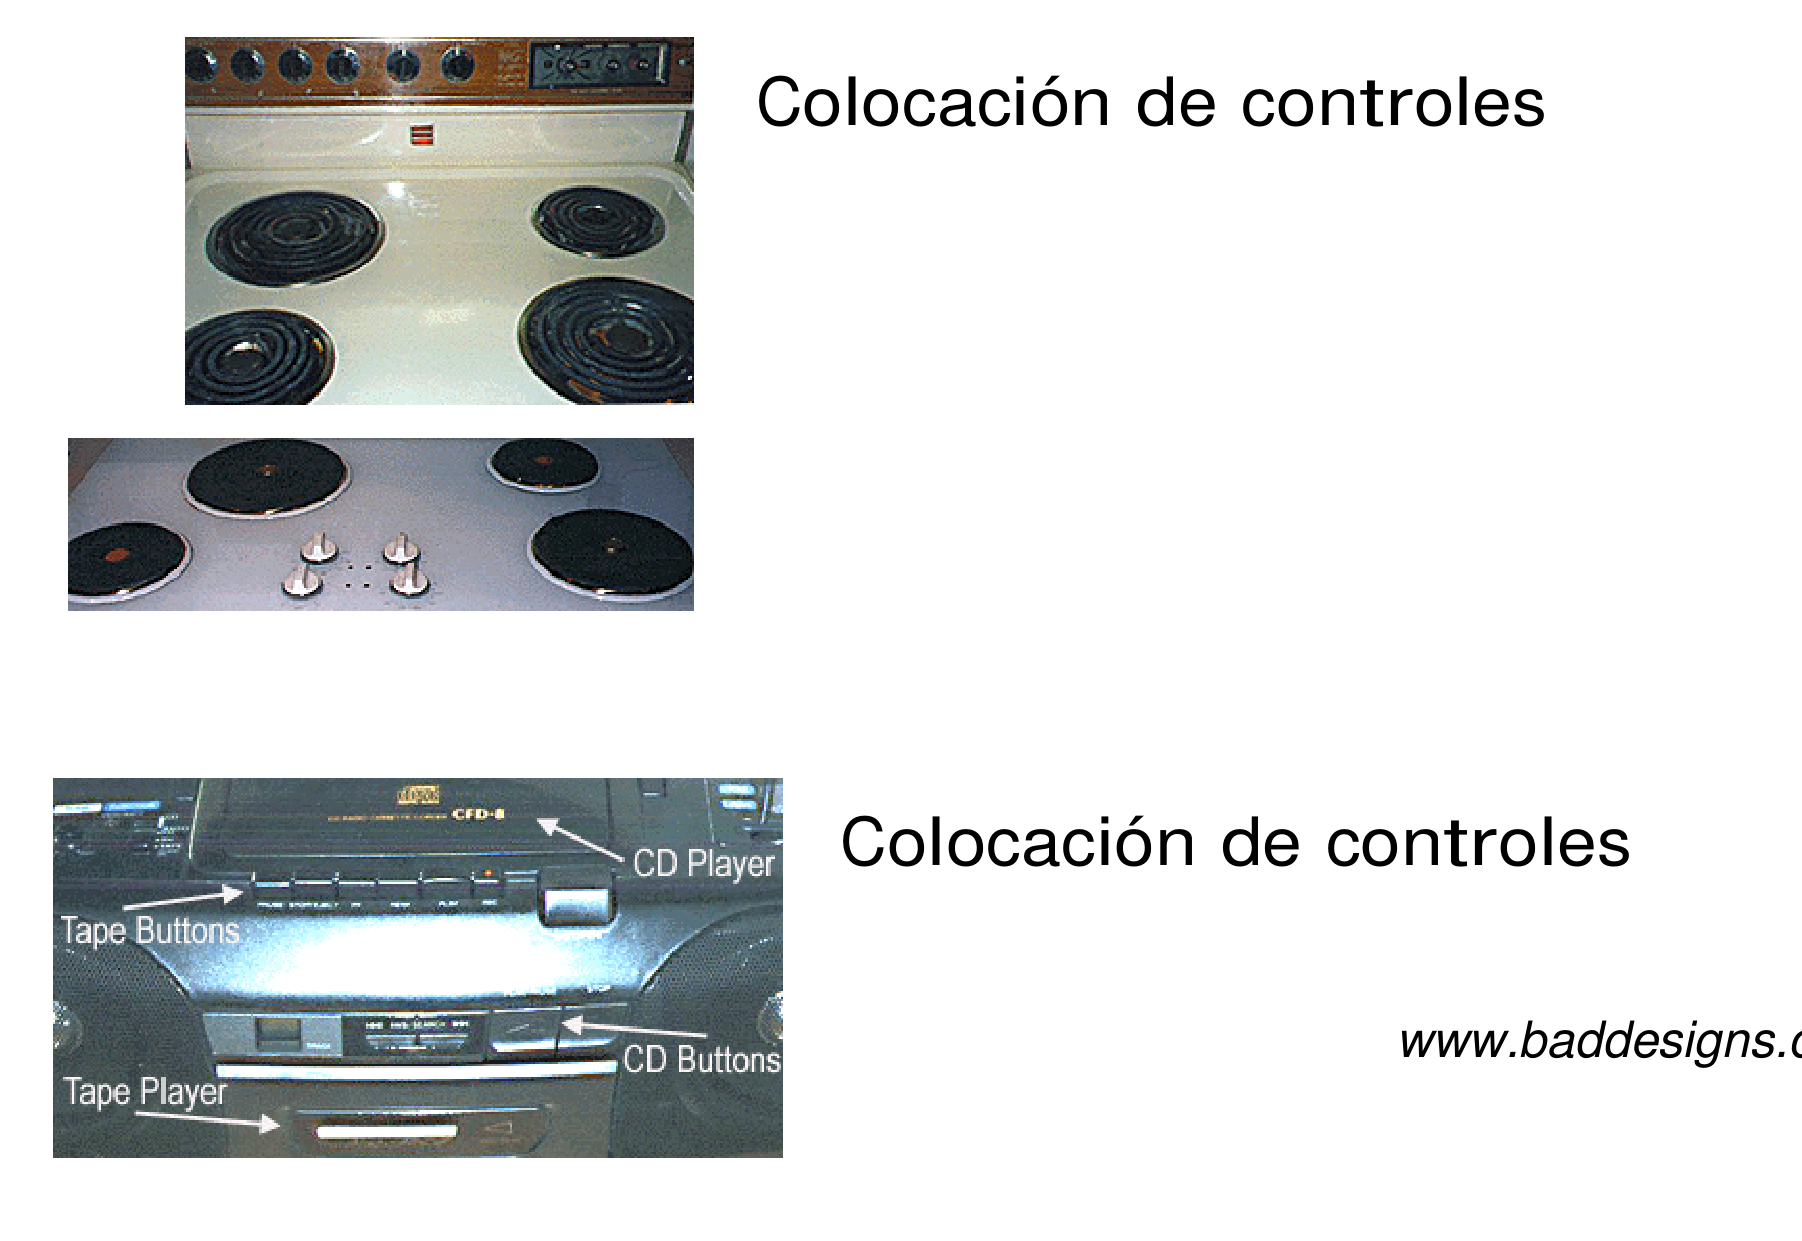 Colocación de controles
CFD-8
CD Player
Tape Buttons
Colocación de controles
www.baddesigns.c
CD Buttons
Tape Player